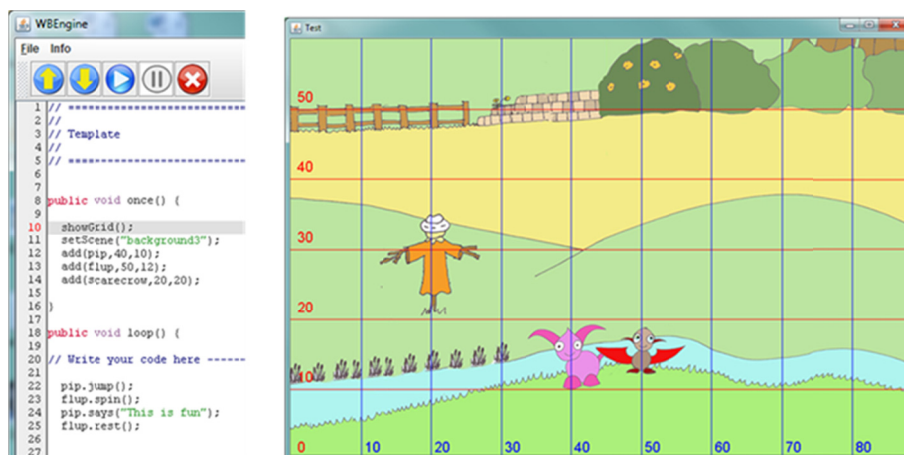 WBEngine
File Info
1 // ==============================
2 //
3 // Template
4 //
5 // ==============================
6
7
8 public void once() {
9
10 showGrid();
11 setScene("background3");
12 add(pip,40,10);
13 add(flup,50,12);
14 add(scarecrow,20,20);
15
16 }
17
18 public void loop() {
19
20 // Write your code here ------
21
22 pip.jump();
23 flup.spin();
24 pip.says("This is fun");
25 flup.rest();
26
27
Test
50
40
30
20
10
0 10 20 30 40 50 60 70 80